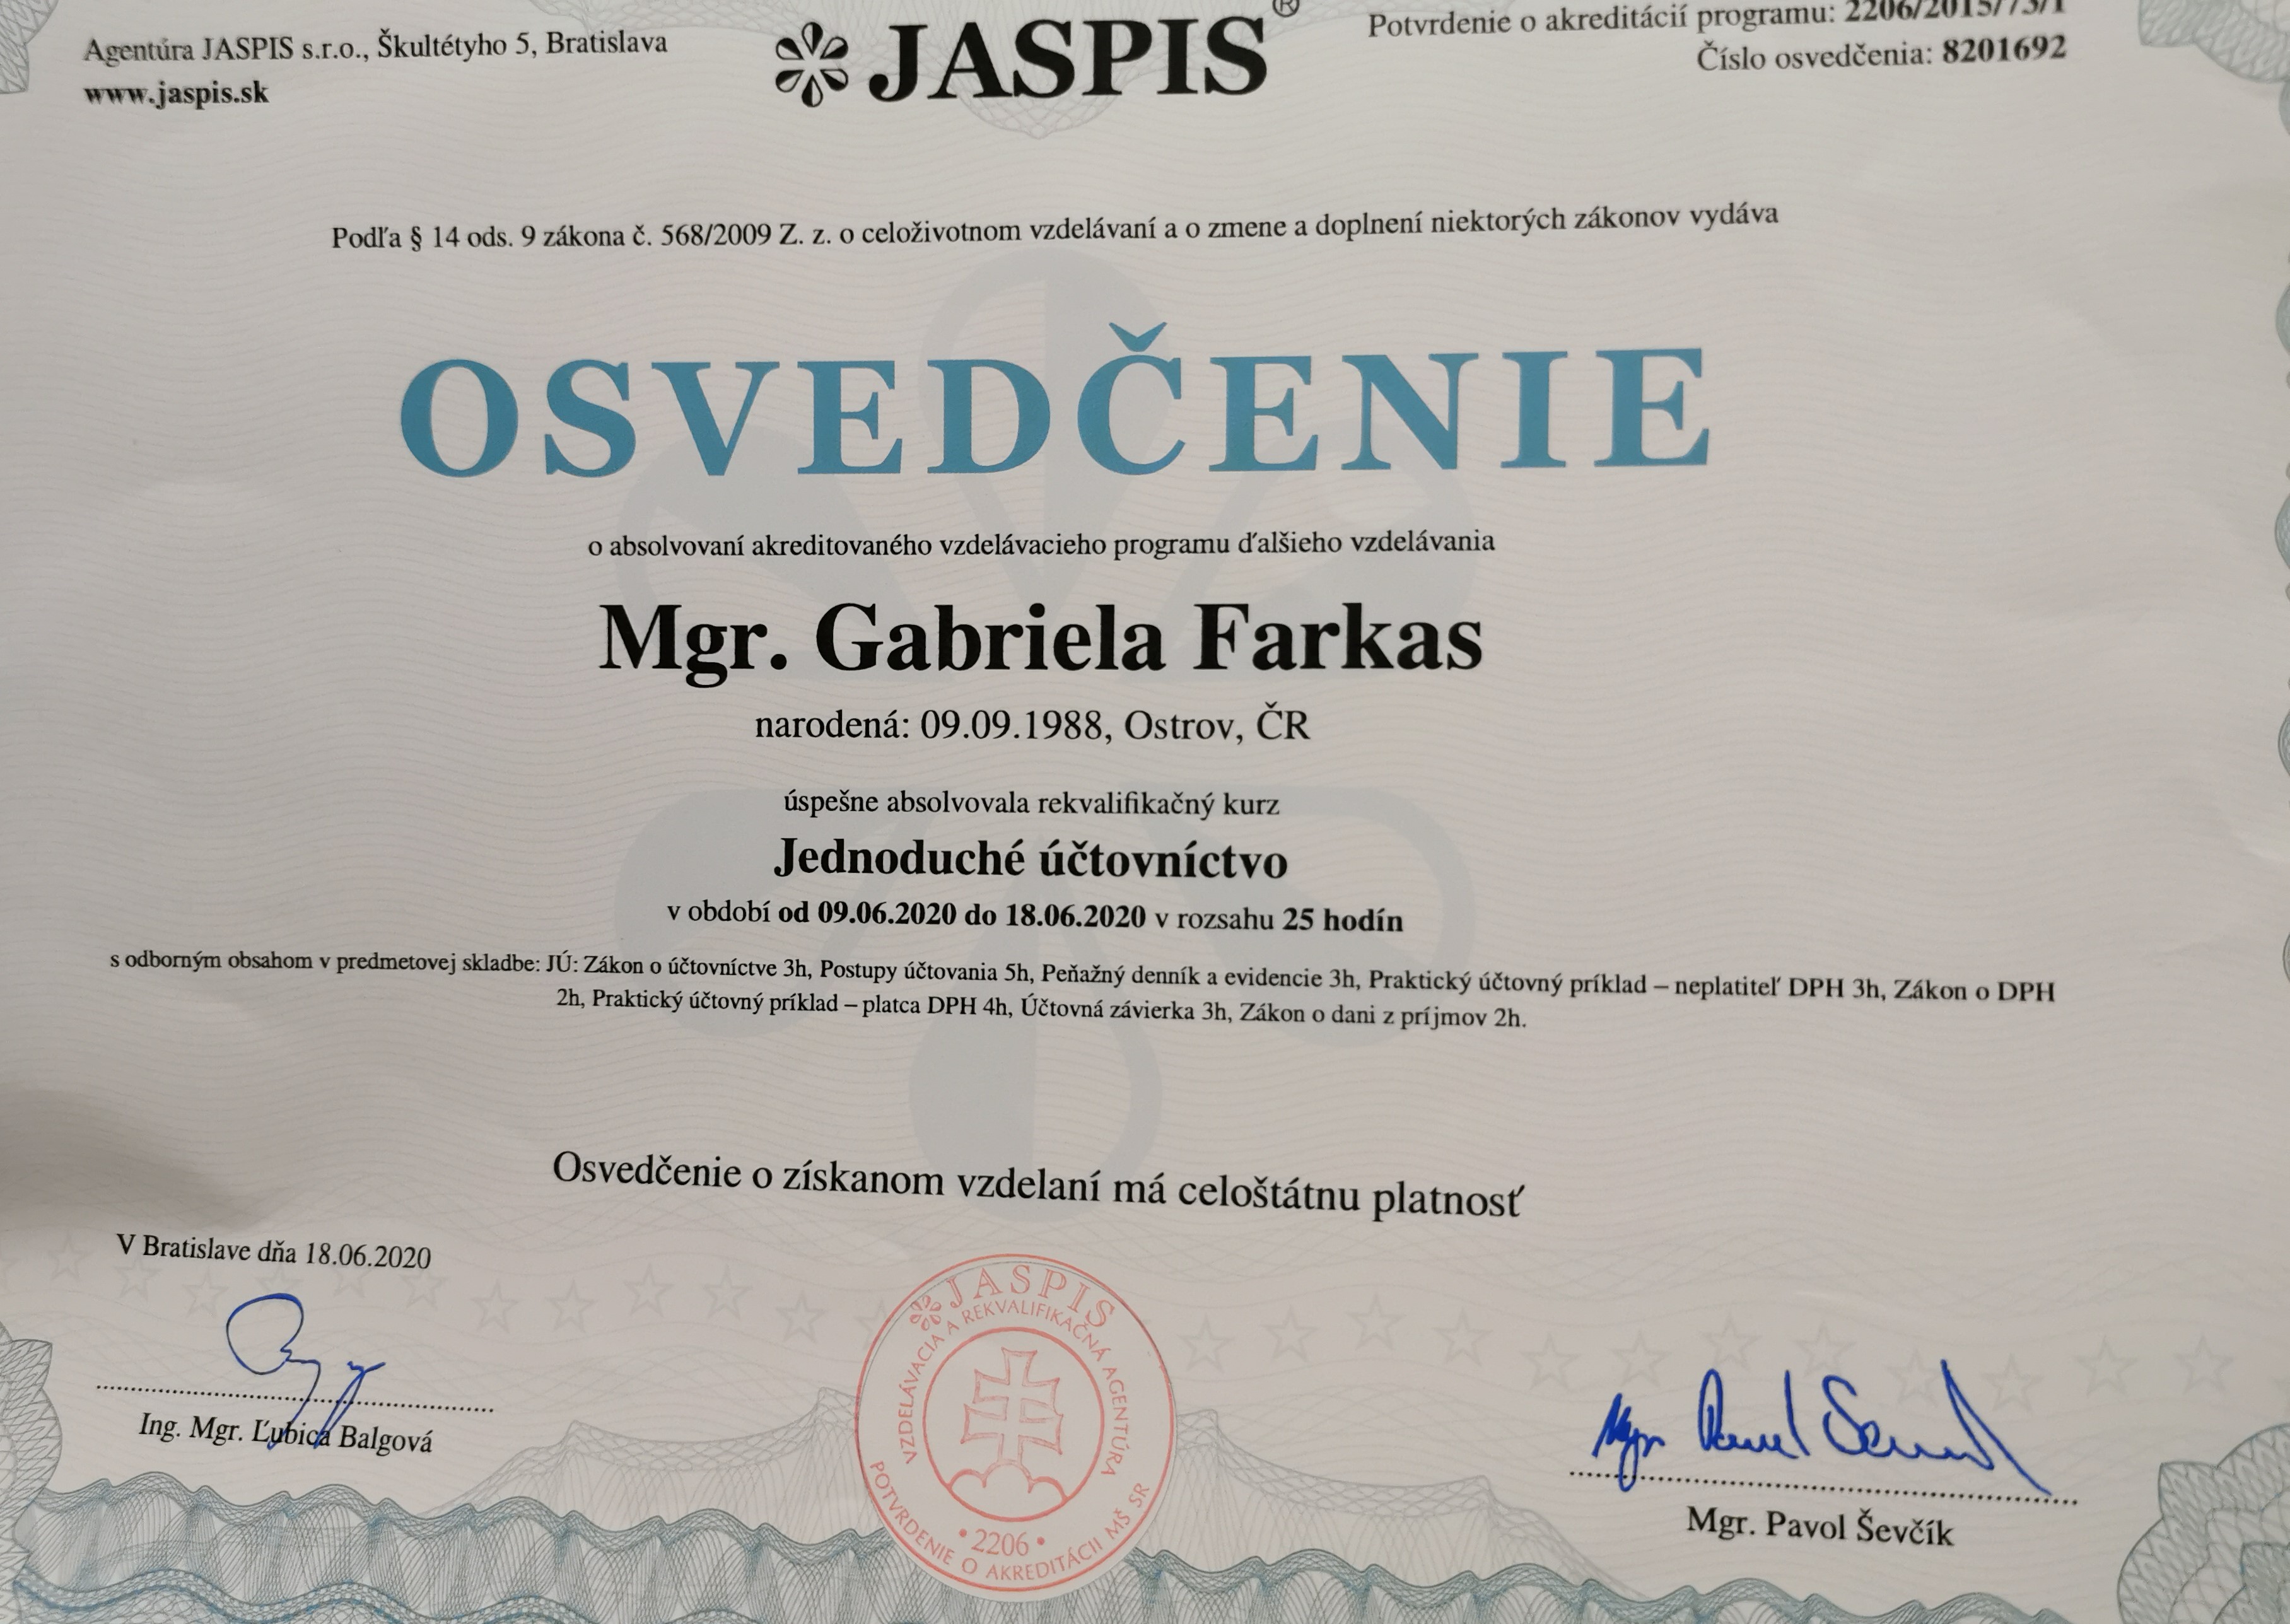 Agentúra JASPIS s.r.o., Škultétyho 5, Bratislava
www.jaspis.sk
JASPIS®
Potvrdenie o akreditácií programu: 2206/2015/73/1
Číslo osvedčenia: 8201692
Podľa § 14 ods. 9 zákona č. 568/2009 Z. z. o celoživotnom vzdelávaní a o zmene a doplnení niektorých zákonov vydáva
OSVEDČENIE
o absolvovaní akreditovaného vzdelávacieho programu ďalšieho vzdelávania
Mgr. Gabriela Farkas
narodená: 09.09.1988, Ostrov, ČR
úspešne absolvovala rekvalifikačný kurz
Jednoduché účtovníctvo
v období od 09.06.2020 do 18.06.2020 v rozsahu 25 hodín
s odborným obsahom v predmetovej skladbe: JÚ: Zákon o účtovníctve 3h, Postupy účtovania 5h, Peňažný denník a evidencie 3h, Praktický účtovný príklad – neplatiteľ DPH 3h, Zákon o DPH
2h, Praktický účtovný príklad – platca DPH 4h, Účtovná závierka 3h, Zákon o dani z príjmov 2h.
Osvedčenie o získanom vzdelaní má celoštátnu platnosť
V Bratislave dňa 18.06.2020
Ing. Mgr. Ľubica Balgová
JASPIS
VZDELÁVACIA A REKVALIFIKAČNÁ AGENTÚRA
• 2206 •
POTVRDENIE O AKREDITÁCII MŠ SR
Mgr. Pavol Ševčík